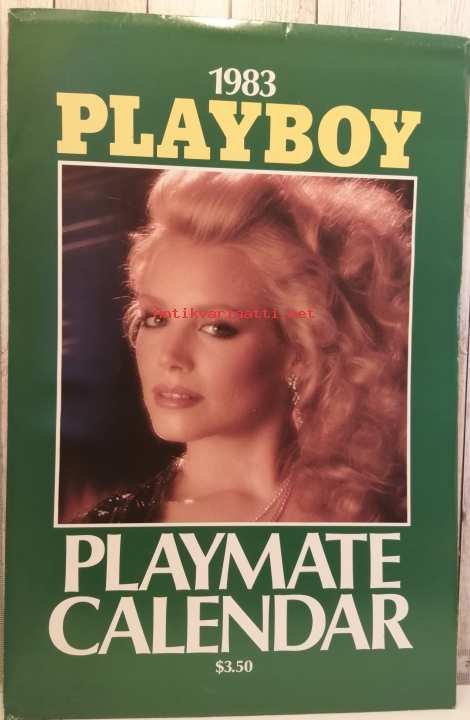 1983
PLAYBOY
Antikvariaatti.net
PLAYMATE
CALENDAR
$3.50